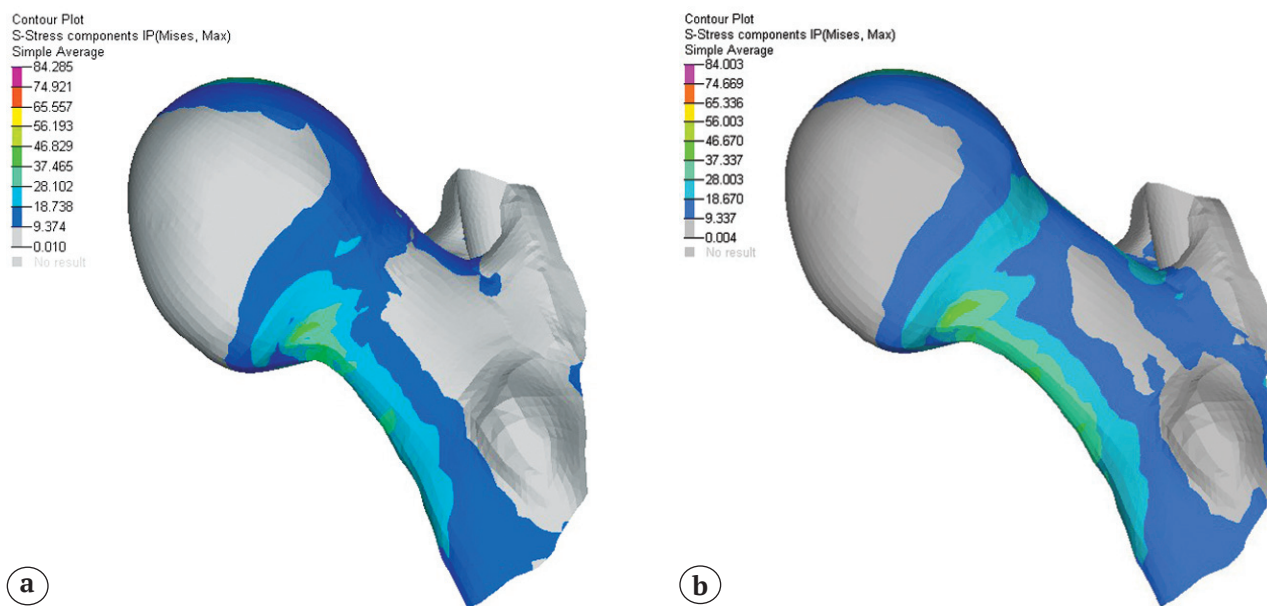 Contour Plot
S-Stress components IP(Mises, Max)
Simple Average
84.285
74.921
65.557
56.193
46.829
37.465
28.102
18.738
9.374
0.010
No result
a
Contour Plot
S-Stress components IP(Mises, Max)
Simple Average
84.003
74.669
65.336
56.003
46.670
37.337
28.003
18.670
9.337
0.004
No result
b